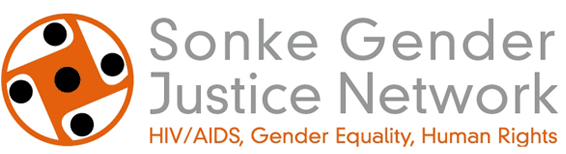 Sonke Gender
Justice Network
HIV/AIDS, Gender Equality, Human Rights